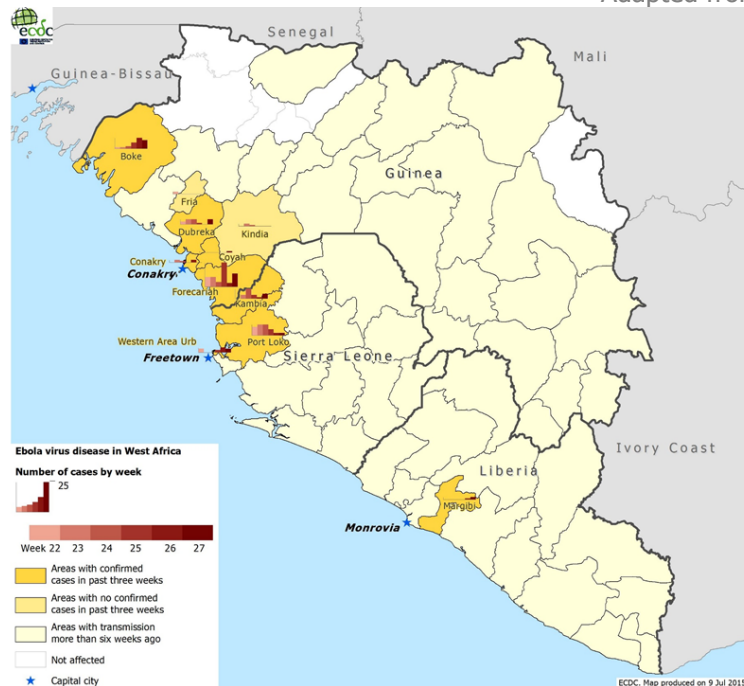 Adapted from
ecdc
Senegal
Mali
Guinea-Bissau
Boke
Guinea
Fria
Dubreka
Kindia
Coyah
Conakry
Conakry
Forecariah
Kambia
Western Area Urb
Port Loko
Freetown
Sierra Leone
Ivory Coast
Liberia
Margibi
Monrovia
Ebola virus disease in West Africa
Number of cases by week
25
Week 22 23 24 25 26 27
Areas with confirmed
cases in past three weeks
Areas with no confirmed
cases in past three weeks
Areas with transmission
more than six weeks ago
Not affected
Capital city
ECDC. Map produced on 9 Jul 2015